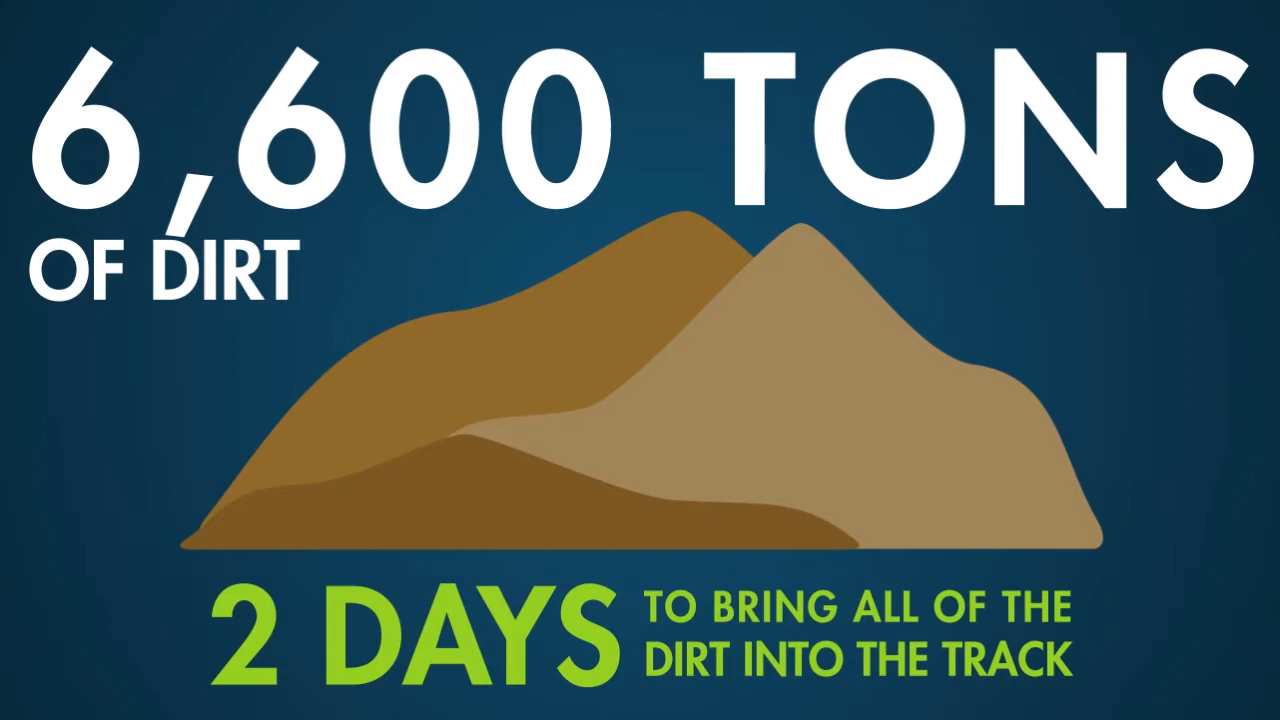 6,600 TONS
OF DIRT
2 DAYS
TO BRING ALL OF THE
DIRT INTO THE TRACK